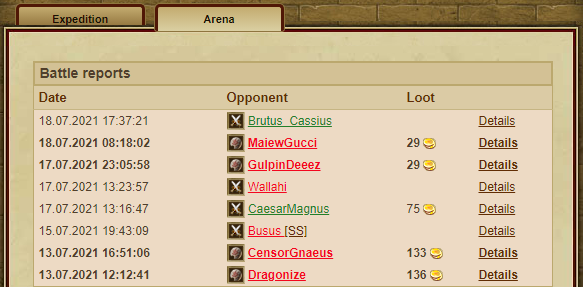 Expedition Arena
Battle reports
Date Opponent Loot
18.07.2021 17:37:21 Brutus_Cassius Details
18.07.2021 08:18:02 MaiewGucci 29 Details
17.07.2021 23:05:58 GulpinDeeez 29 Details
17.07.2021 13:23:57 Wallahi Details
17.07.2021 13:16:47 CaesarMagnus 75 Details
15.07.2021 19:43:09 Busus [SS] Details
13.07.2021 16:51:06 CensorGnaeus 133 Details
13.07.2021 12:12:41 Dragonize 136 Details